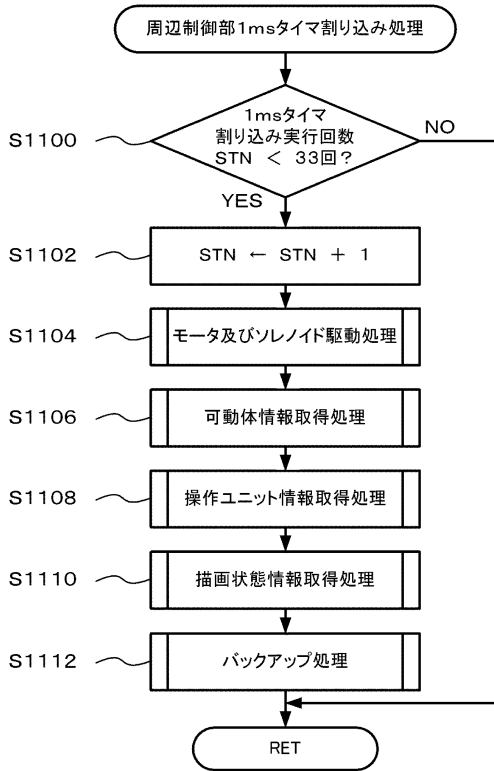 周辺制御部1msタイマ割り込み処理
S1100
1msタイマ
割り込み実行回数
STN < 33回?
NO
YES
S1102
STN ← STN + 1
S1104
モータ及びソレノイド駆動処理
S1106
可動体情報取得処理
S1108
操作ユニット情報取得処理
S1110
描画状態情報取得処理
S1112
バックアップ処理
RET